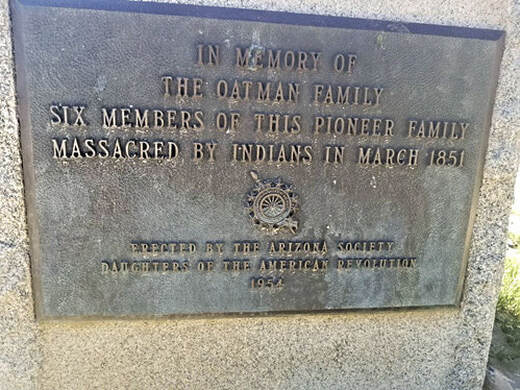 IN MEMORY OF
THE OATMAN FAMILY
SIX MEMBERS OF THIS PIONEER FAMILY
MASSACRED BY INDIANS IN MARCH 1851
ERECTED BY THE ARIZONA SOCIETY
DAUGHTERS OF THE AMERICAN REVOLUTION
1954